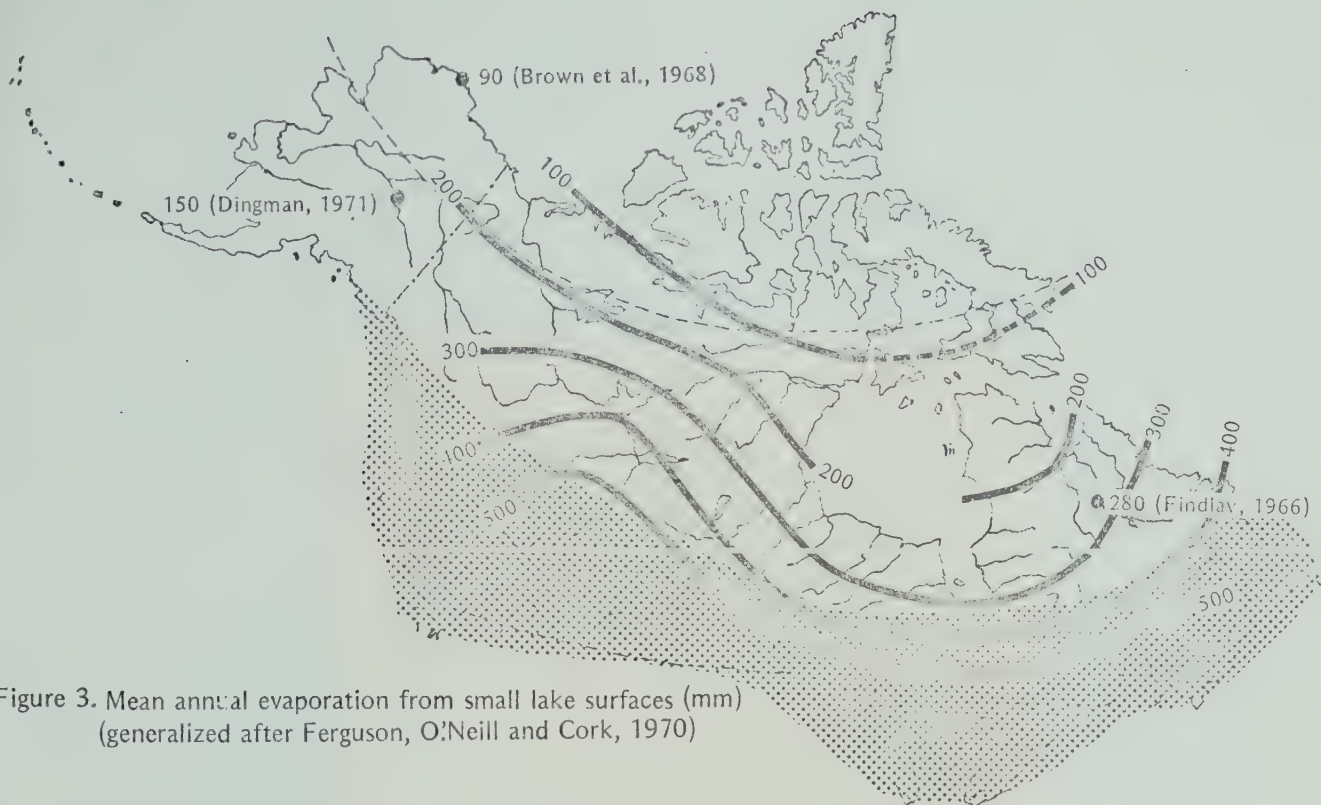 90 (Brown et al., 1968)
100
200
150 (Dingman, 1971)
100
300
200
300
400
400
200
280 (Findlay, 1966)
500
500
Figure 3. Mean annual evaporation from small lake surfaces (mm)
(generalized after Ferguson, O'Neill and Cork, 1970)